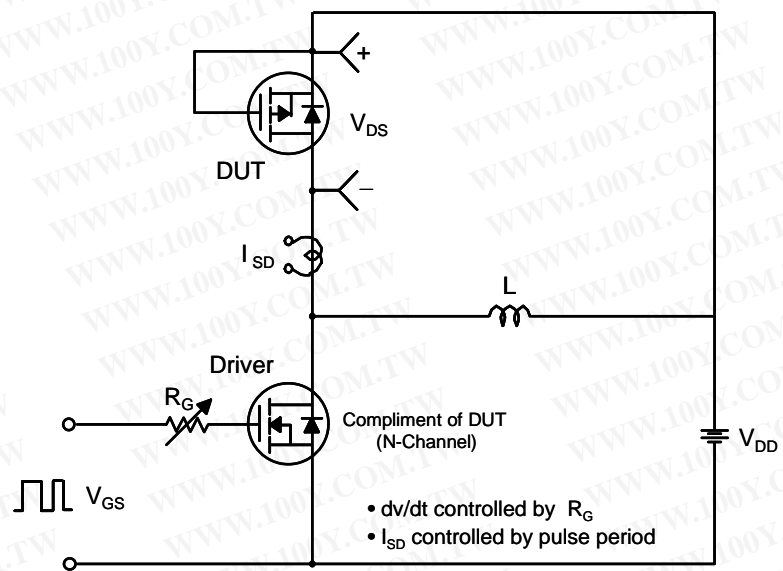 +
V_DS
DUT
−
I_SD
L
Driver
R_G
Compliment of DUT
(N-Channel)
V_DD
V_GS
• dv/dt controlled by R_G
• I_SD controlled by pulse period
WWW.100Y.COM.TW